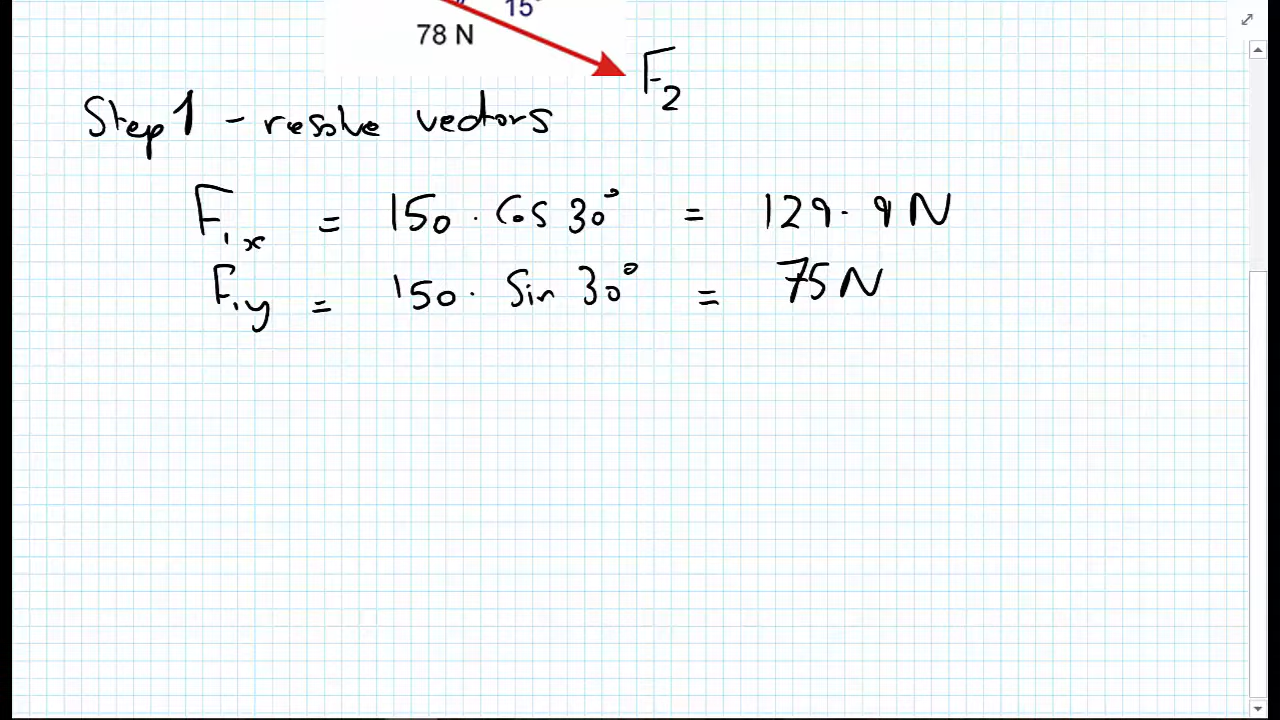 15°
78 N
F2
Step 1 - resolve vectors
F1x = 150 · Cos 30° = 129.9 N
F1y = 150 · Sin 30° = 75 N